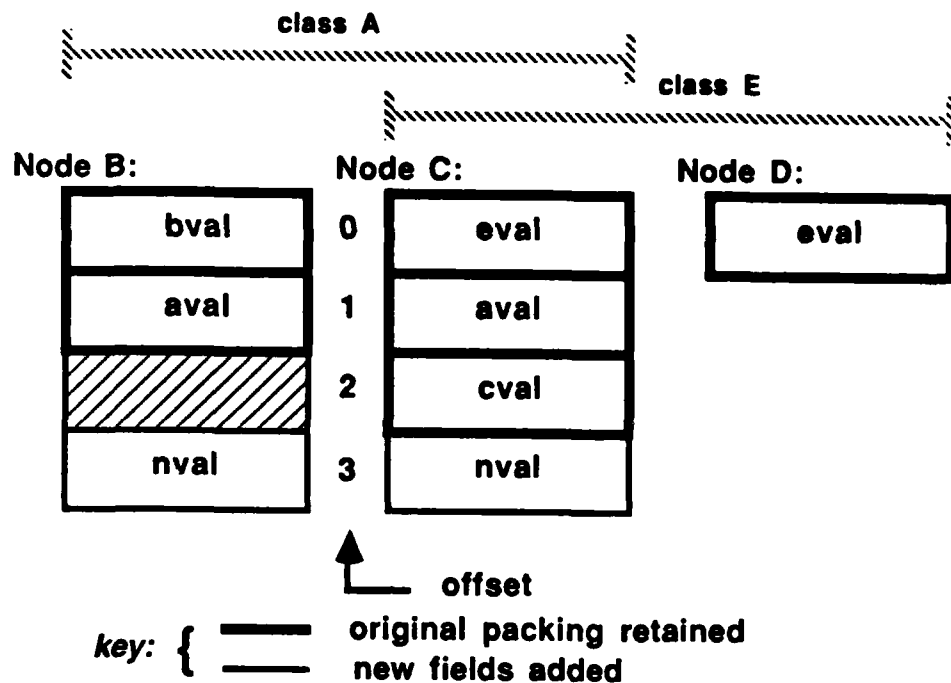 class A
class E
Node B: Node C: Node D:
bval 0 eval eval
aval 1 aval
2 cval
nval 3 nval
offset
key: { original packing retained
new fields added